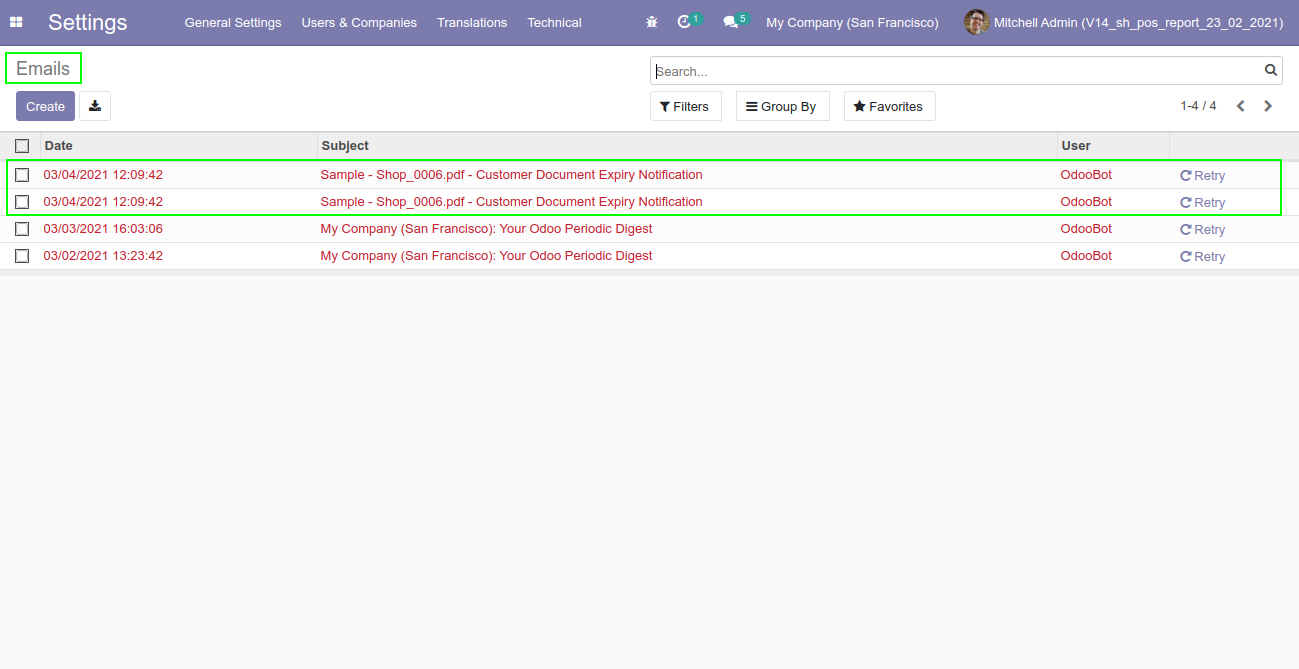 Settings General Settings Users & Companies Translations Technical 1 5 My Company (San Francisco) Mitchell Admin (V14_sh_pos_report_23_02_2021)
Emails Search...
Create Filters Group By Favorites 1-4 / 4
Date Subject User
03/04/2021 12:09:42 Sample - Shop_0006.pdf - Customer Document Expiry Notification OdooBot Retry
03/04/2021 12:09:42 Sample - Shop_0006.pdf - Customer Document Expiry Notification OdooBot Retry
03/03/2021 16:03:06 My Company (San Francisco): Your Odoo Periodic Digest OdooBot Retry
03/02/2021 13:23:42 My Company (San Francisco): Your Odoo Periodic Digest OdooBot Retry